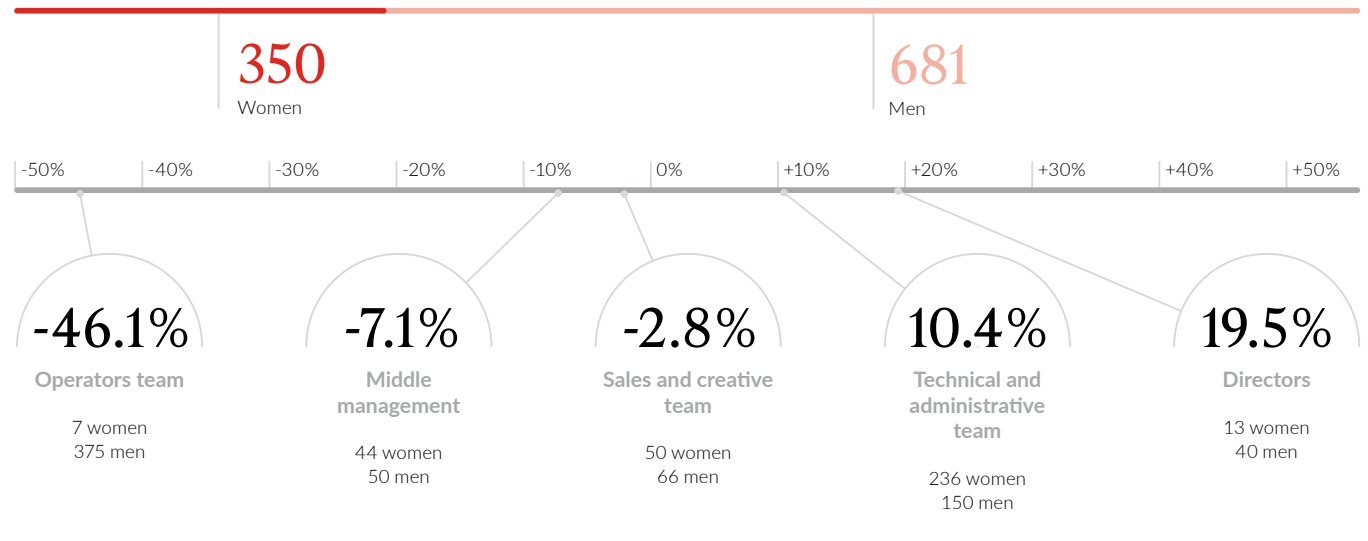 350
Women
681
Men
-50%
-40%
-30%
-20%
-10%
0%
+10%
+20%
+30%
+40%
+50%
-46.1%
Operators team
7 women
375 men
-7.1%
Middle
management
44 women
50 men
-2.8%
Sales and creative
team
50 women
66 men
10.4%
Technical and
administrative
team
236 women
150 men
19.5%
Directors
13 women
40 men